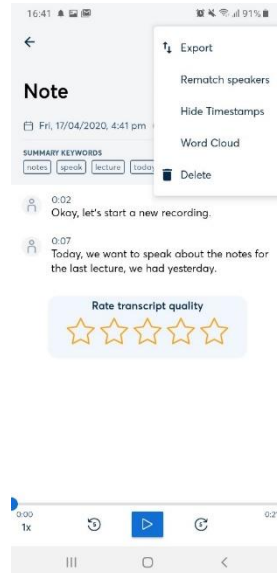 16:41
91%
Export
Rematch speakers
Hide Timestamps
Word Cloud
Delete
Note
Fri, 17/04/2020, 4:41 pm
SUMMARY KEYWORDS
notes speak lecture today
0:02
Okay, let's start a new recording.
0:07
Today, we want to speak about the notes for
the last lecture, we had yesterday.
Rate transcript quality
0:00
1x
5
5